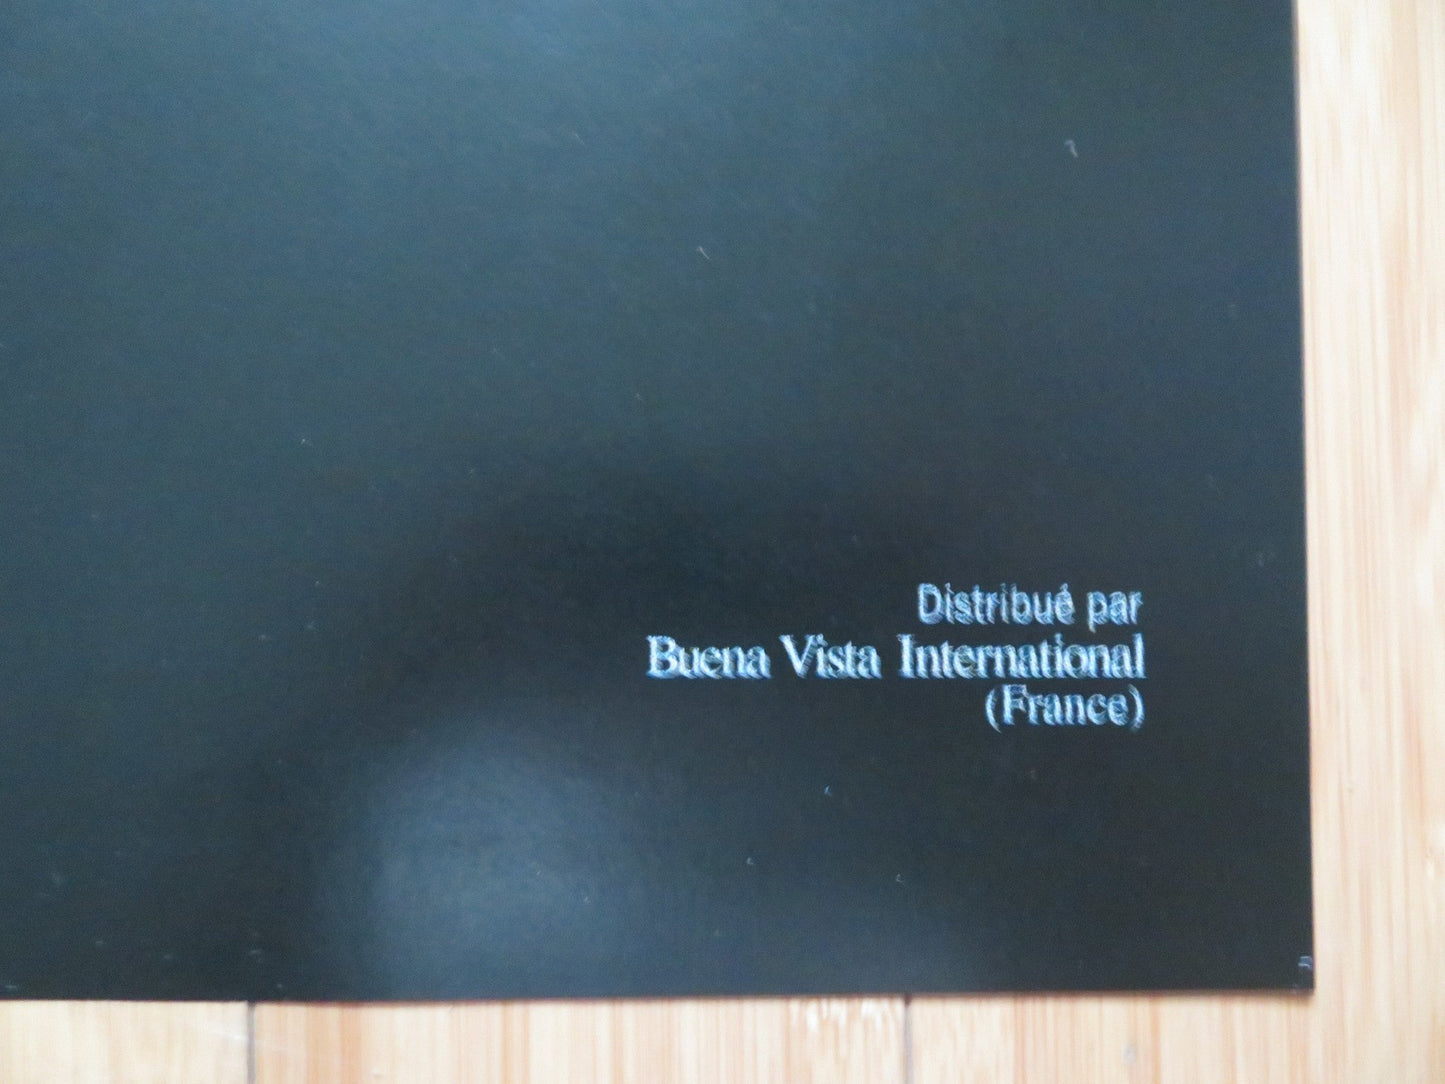 Distribué par
Buena Vista International
(France)